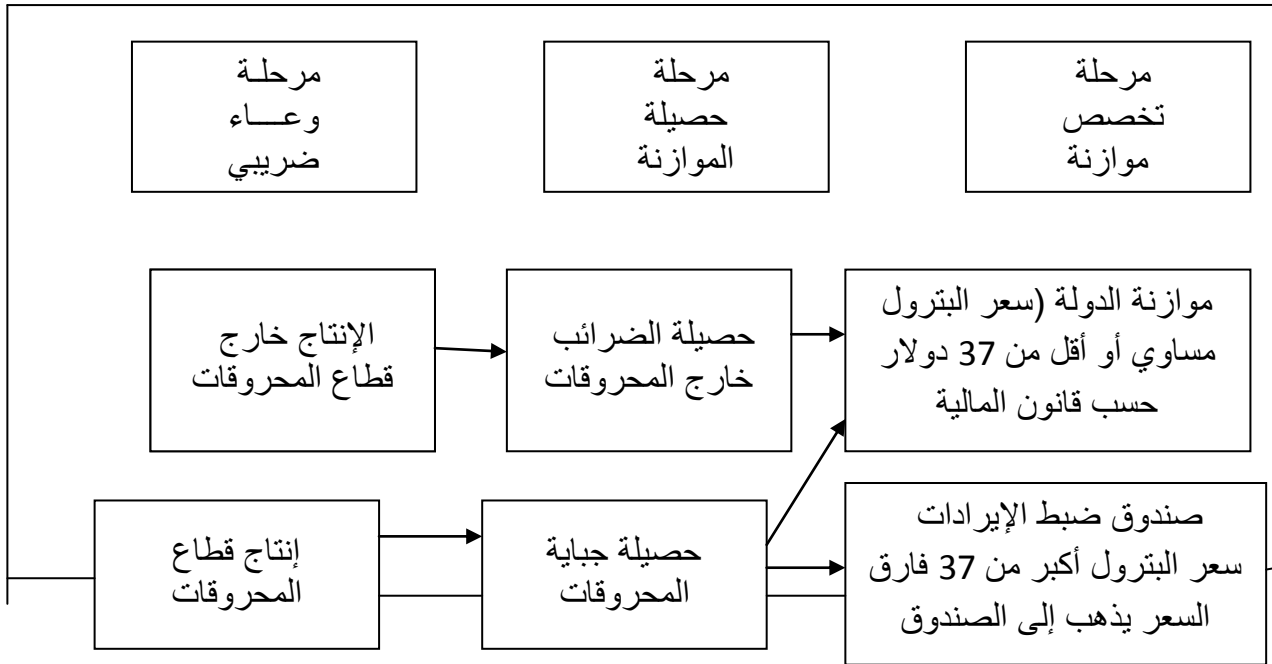 مرحلـة
وعـــاء
ضريبي
مرحلة
حصيلة
الموازنة
مرحلة
تخصص
موازنة
الإنتاج خارج
قطاع المحروقات
حصيلة الضرائب
خارج المحروقات
موازنة الدولة (سعر البترول
مساوي أو أقل من 37 دولار
حسب قانون المالية
إنتاج قطاع
المحروقات
حصيلة جباية
المحروقات
صندوق ضبط الإيرادات
سعر البترول أكبر من 37 فارق
السعر يذهب إلى الصندوق